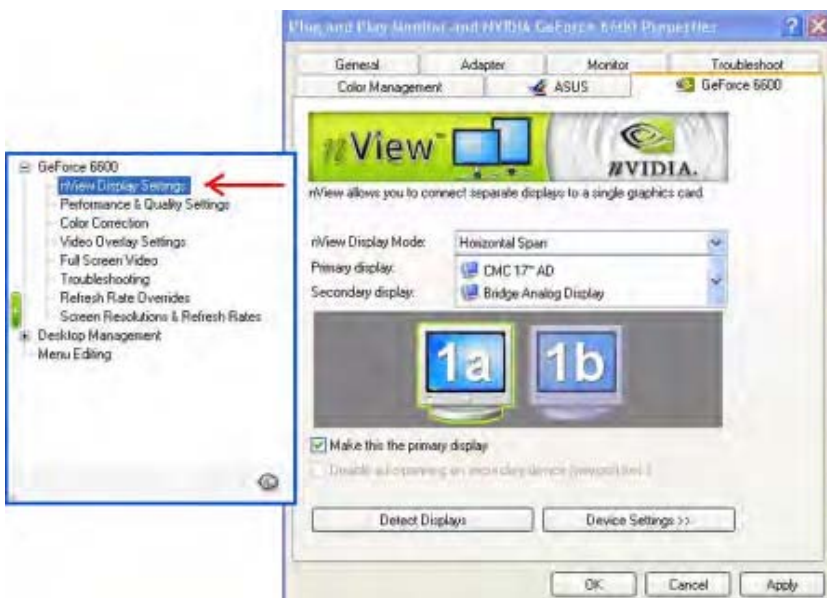 Plug and Play Monitor and NVIDIA GeForce 6600 Properties
General Adapter Monitor Troubleshoot
Color Management ASUS GeForce 6600
nView™
NVIDIA.
nView allows you to connect separate displays to a single graphics card.
GeForce 6600
nView Display Settings
Performance & Quality Settings
Color Correction
Video Overlay Settings
Full Screen Video
Troubleshooting
Refresh Rate Overrides
Screen Resolutions & Refresh Rates
Desktop Management
Menu Editing
nView Display Mode: Horizontal Span
Primary display: CMC 17" AD
Secondary display: Bridge Analog Display
1a 1b
Make this the primary display
Detect Displays Device Settings >>
OK Cancel Apply